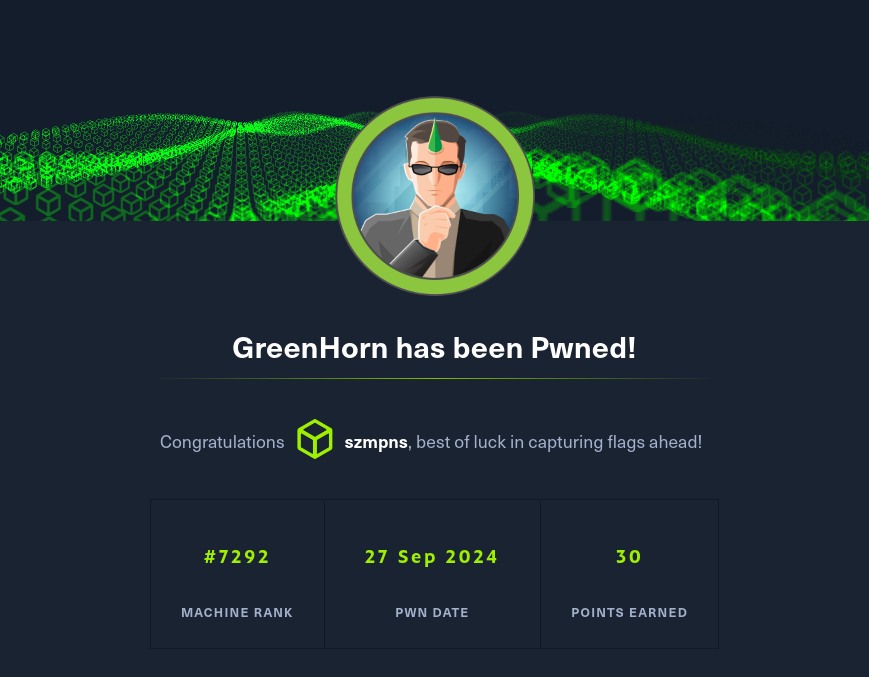 GreenHorn has been Pwned!
Congratulations szmpns, best of luck in capturing flags ahead!
#7292 27 Sep 2024 30
MACHINE RANK PWN DATE POINTS EARNED